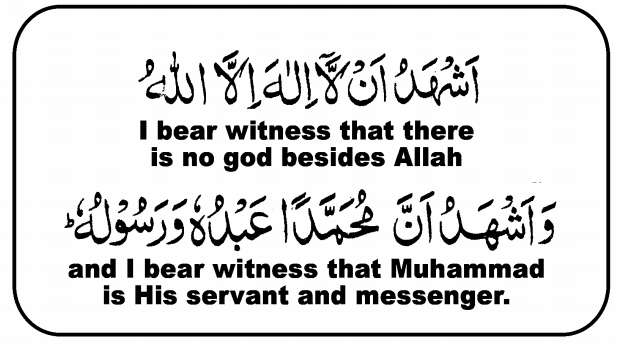 اَشْهَدُ اَنْ لَّاۤ اِلٰهَ اِلَّا اللّٰهُ
I bear witness that there
is no god besides Allah
وَاَشْهَدُ اَنَّ مُحَمَّدًا عَبْدُهٗ وَرَسُوْلُهٗؕ
and I bear witness that Muhammad
is His servant and messenger.